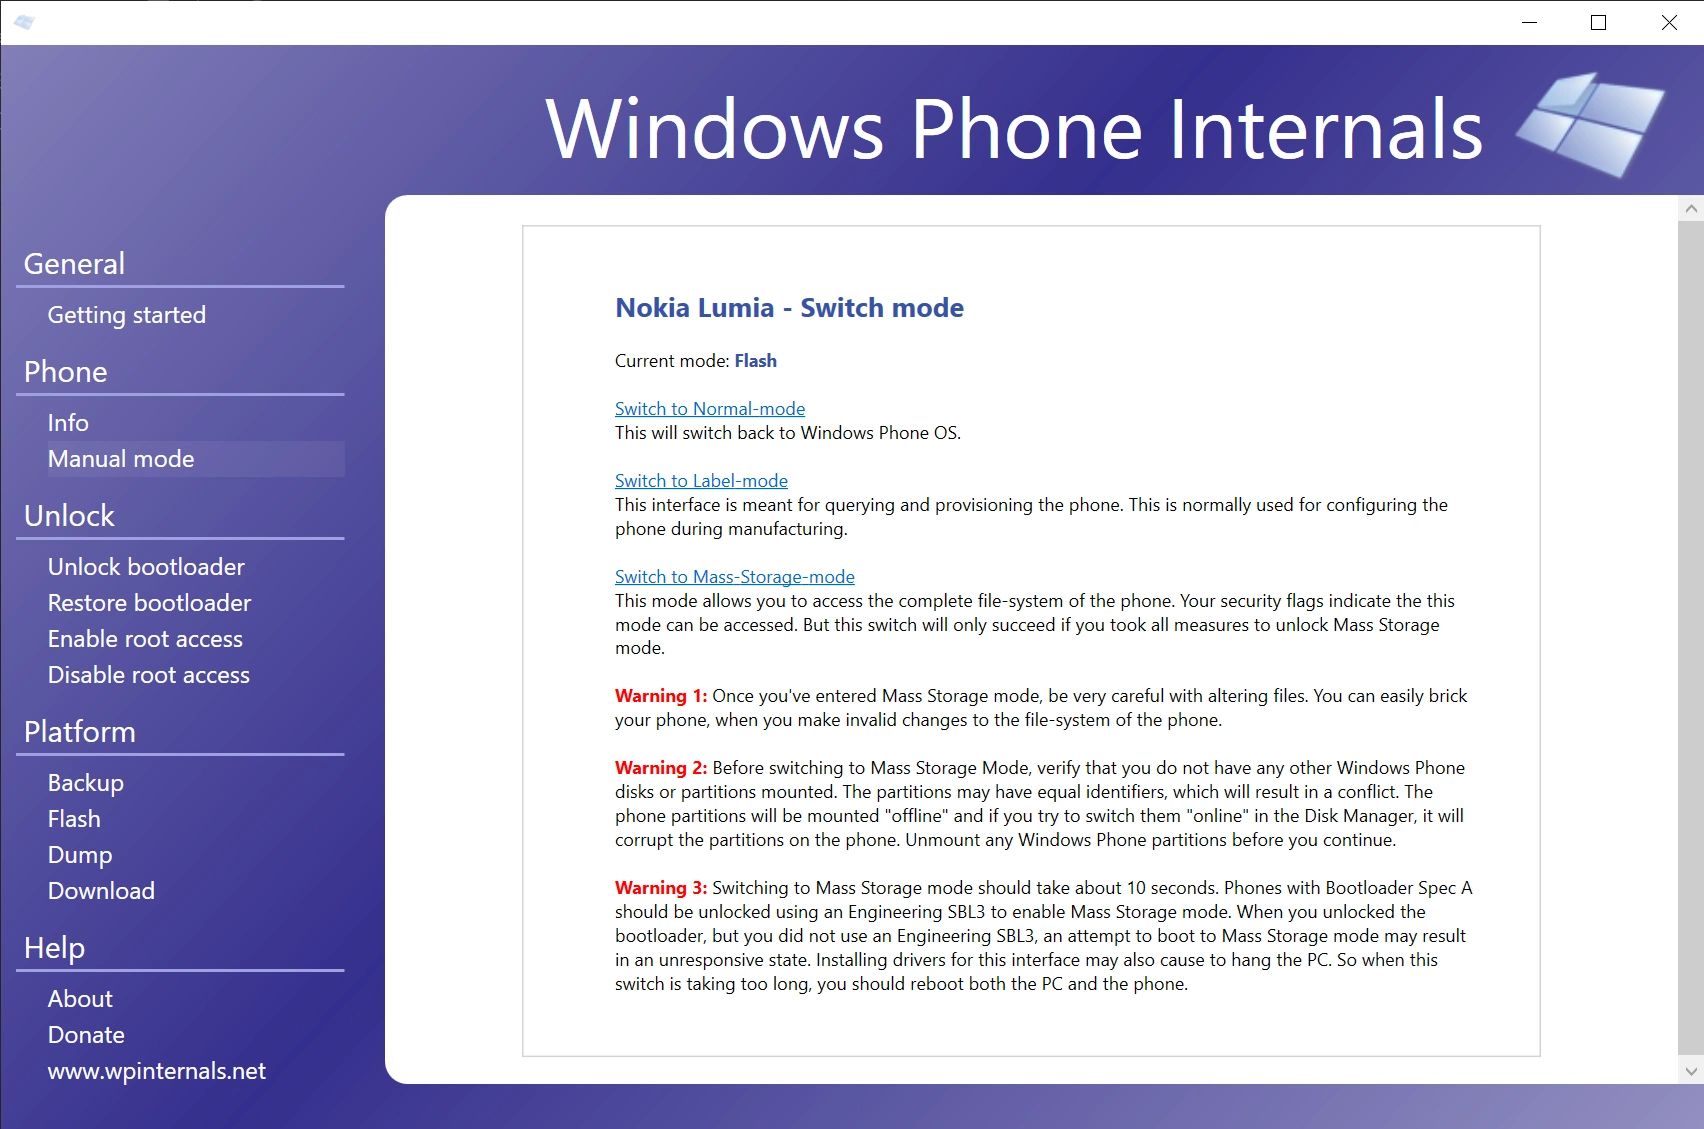 Windows Phone Internals
General
Getting started
Phone
Info
Manual mode
Unlock
Unlock bootloader
Restore bootloader
Enable root access
Disable root access
Platform
Backup
Flash
Dump
Download
Help
About
Donate
www.wpinternals.net
Nokia Lumia - Switch mode
Current mode: Flash
Switch to Normal-mode
This will switch back to Windows Phone OS.
Switch to Label-mode
This interface is meant for querying and provisioning the phone. This is normally used for configuring the
phone during manufacturing.
Switch to Mass-Storage-mode
This mode allows you to access the complete file-system of the phone. Your security flags indicate the this
mode can be accessed. But this switch will only succeed if you took all measures to unlock Mass Storage
mode.
Warning 1: Once you've entered Mass Storage mode, be very careful with altering files. You can easily brick
your phone, when you make invalid changes to the file-system of the phone.
Warning 2: Before switching to Mass Storage Mode, verify that you do not have any other Windows Phone
disks or partitions mounted. The partitions may have equal identifiers, which will result in a conflict. The
phone partitions will be mounted "offline" and if you try to switch them "online" in the Disk Manager, it will
corrupt the partitions on the phone. Unmount any Windows Phone partitions before you continue.
Warning 3: Switching to Mass Storage mode should take about 10 seconds. Phones with Bootloader Spec A
should be unlocked using an Engineering SBL3 to enable Mass Storage mode. When you unlocked the
bootloader, but you did not use an Engineering SBL3, an attempt to boot to Mass Storage mode may result
in an unresponsive state. Installing drivers for this interface may also cause to hang the PC. So when this
switch is taking too long, you should reboot both the PC and the phone.